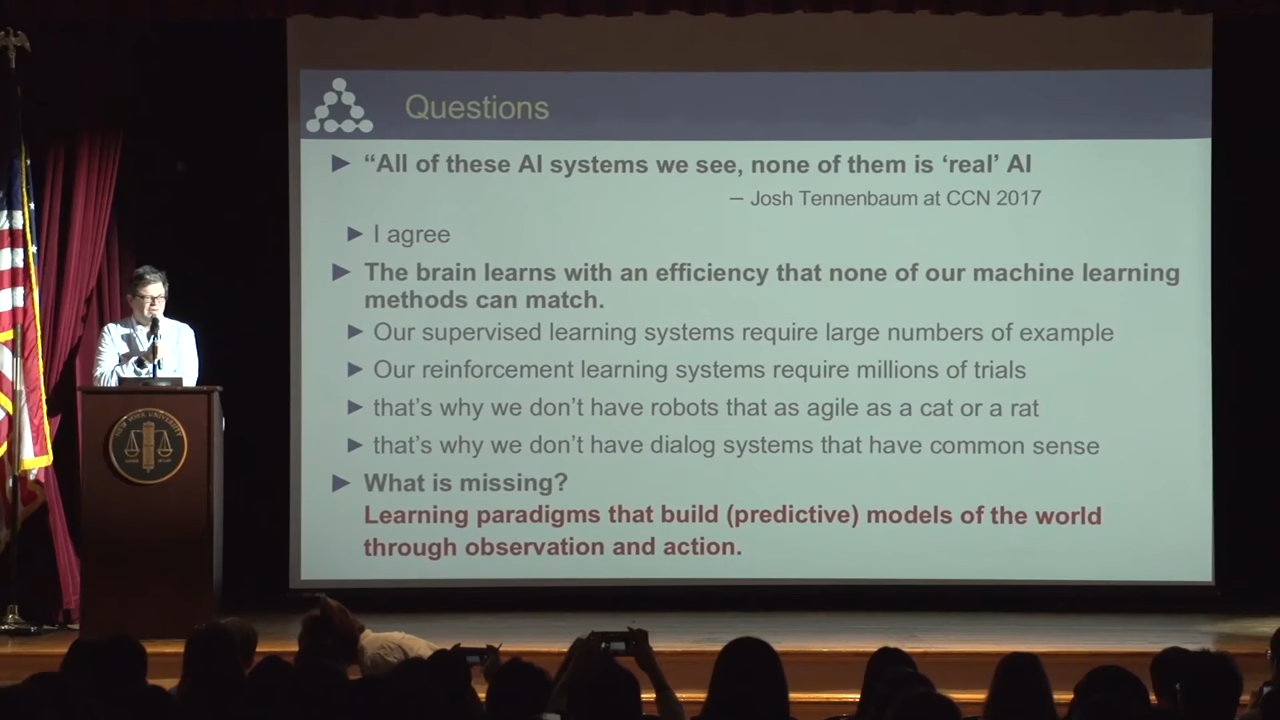 Questions
► “All of these AI systems we see, none of them is ‘real’ AI
– Josh Tennenbaum at CCN 2017
► I agree
► The brain learns with an efficiency that none of our machine learning
methods can match.
► Our supervised learning systems require large numbers of example
► Our reinforcement learning systems require millions of trials
► that’s why we don’t have robots that as agile as a cat or a rat
► that’s why we don’t have dialog systems that have common sense
► What is missing?
Learning paradigms that build (predictive) models of the world
through observation and action.